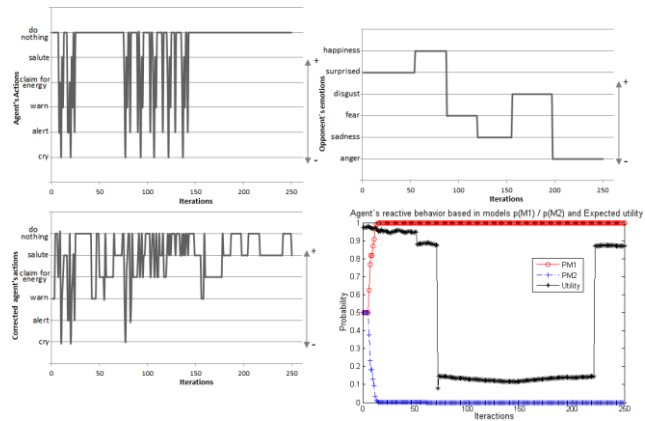 do
nothing
salute
claim for
energy
warn
alert
cry
Agent's Actions
+
-
0 50 100 150 200 250
Iterations
happiness
surprised
disgust
fear
sadness
anger
Opponent's emotions
+
-
0 50 100 150 200 250
Iterations
do
nothing
salute
claim for
energy
warn
alert
cry
Corrected agent's actions
+
-
0 50 100 150 200 250
Iterations
Agent´s reactive behavior based in models p(M1) / p(M2) and Expected utility
1
0.9
0.8
0.7
0.6
0.5
0.4
0.3
0.2
0.1
0
Probability
PM1
PM2
Utility
0 50 100 150 200 250
Iteractions